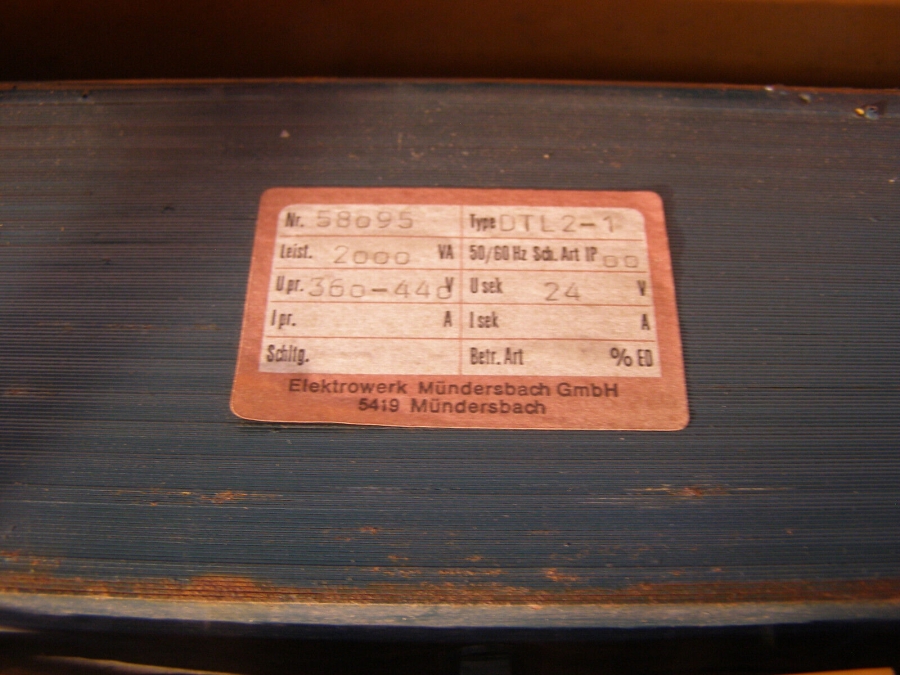 Nr. 58095 Type DTL2-1
Leist. 2000 VA 50/60 Hz Sch. Art IP 00
U pr. 360-440 V U sek 24 V
I pr. A I sek A
Schltg. Betr. Art % ED
Elektrowerk Mündersbach GmbH
5419 Mündersbach